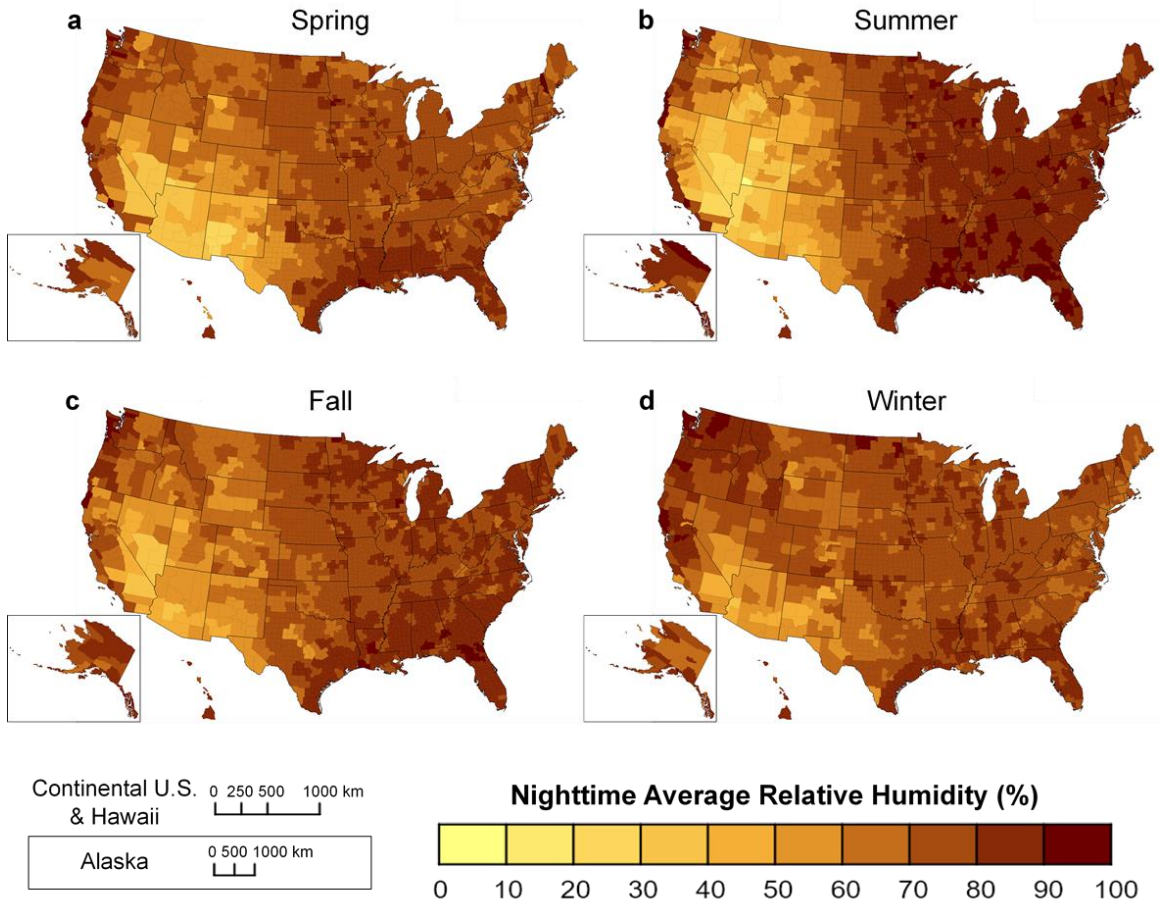 a Spring
b Summer
c Fall
d Winter
Continental U.S.
& Hawaii
0 250 500 1000 km
Alaska
0 500 1000 km
Nighttime Average Relative Humidity (%)
0 10 20 30 40 50 60 70 80 90 100